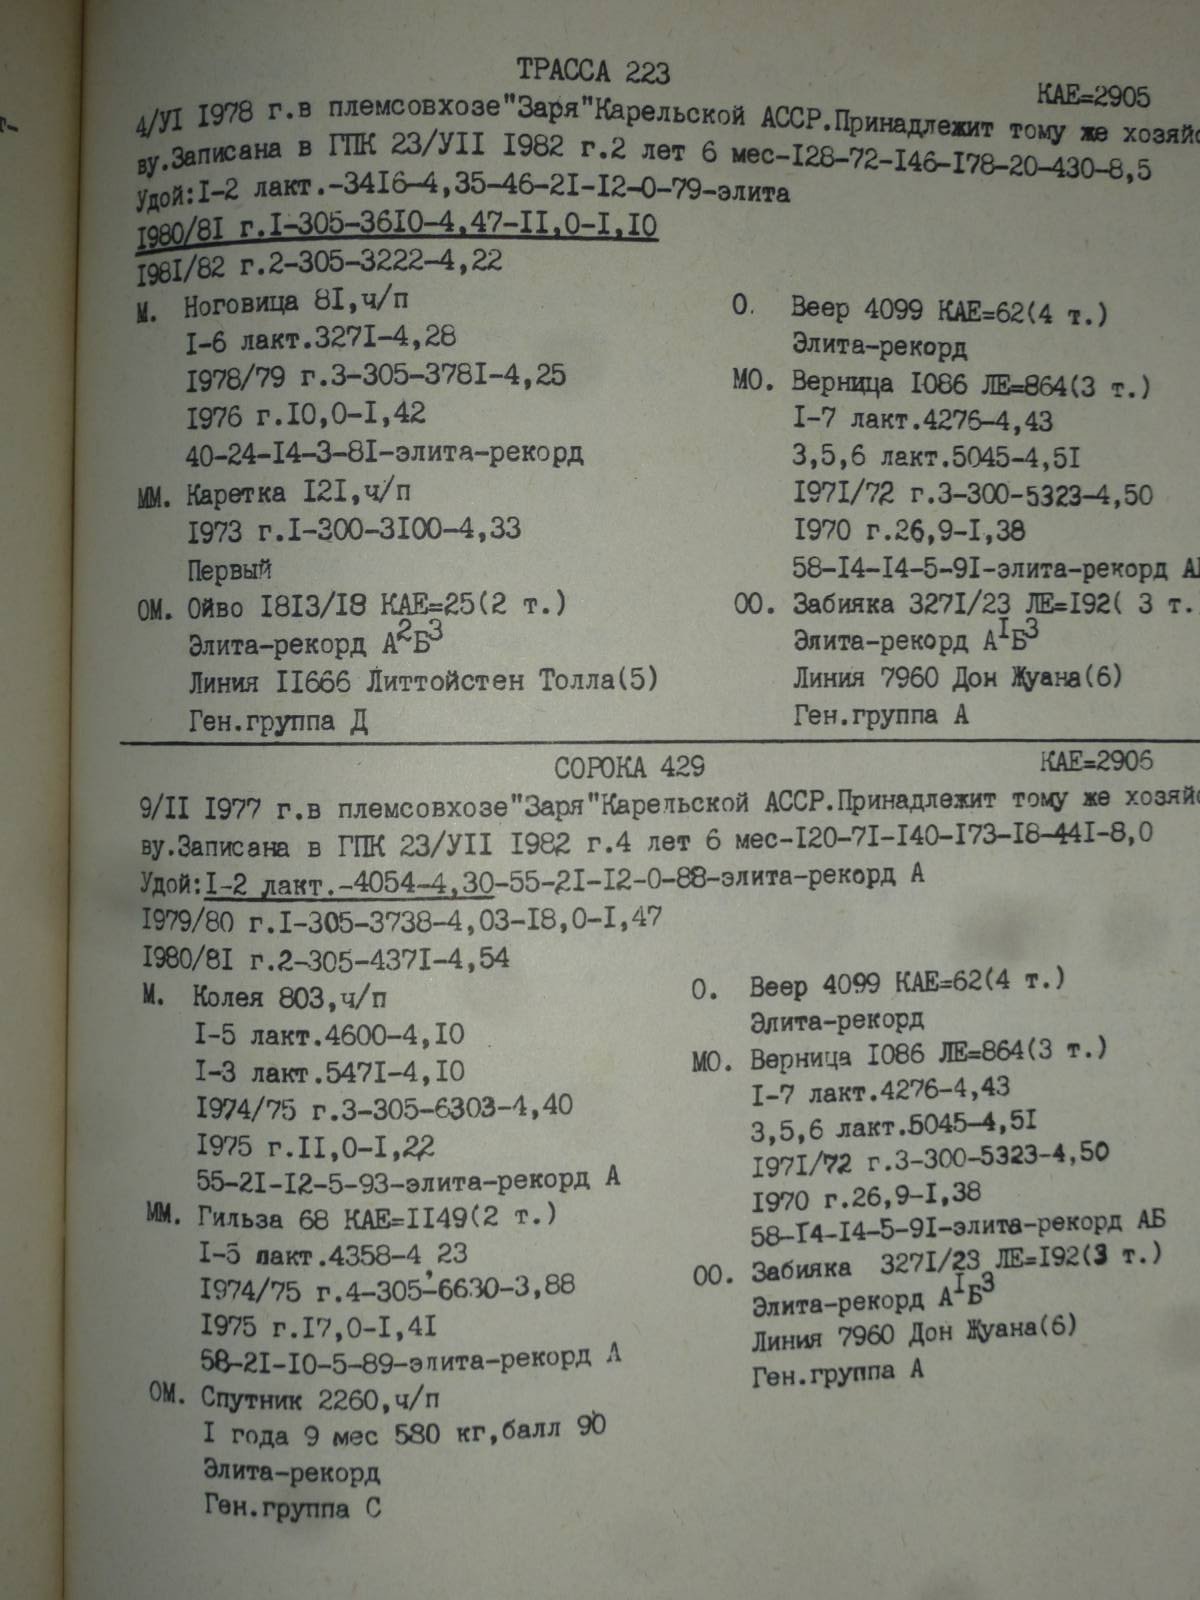 т-
ТРАССА 223
КАЕ=2905
4/УI I978 г.в племсовхозе"Заря"Карельской АССР.Принадлежит тому же хозяйс
ву.Записана в ГПК 23/УII I982 г.2 лет 6 мес-I28-72-I46-I78-20-430-8,5
Удой:I-2 лакт.-34I6-4,35-46-2I-I2-0-79-элита
I980/8I г.I-305-36I0-4,47-II,0-I,I0
I98I/82 г.2-305-3222-4,22
М. Ноговица 8I,ч/п
I-6 лакт.327I-4,28
I978/79 г.3-305-378I-4,25
I976 г.I0,0-I,42
40-24-I4-3-8I-элита-рекорд
ММ. Каретка I2I,ч/п
I973 г.I-300-3I00-4,33
Первый
ОМ. Ойво I8I3/I8 КАЕ=25(2 т.)
Элита-рекорд А²Б³
Линия II666 Литтойстен Толла(5)
Ген.группа Д
О. Веер 4099 КАЕ=62(4 т.)
Элита-рекорд
МО. Верница I086 ЛЕ=864(3 т.)
I-7 лакт.4276-4,43
3,5,6 лакт.5045-4,5I
I97I/72 г.3-300-5323-4,50
I970 г.26,9-I,38
58-I4-I4-5-9I-элита-рекорд АБ
ОО. Забияка 327I/23 ЛЕ=I92( 3 т.
Элита-рекорд АᴵБ³
Линия 7960 Дон Жуана(6)
Ген.группа А
СОРОКА 429
КАЕ=2906
9/II I977 г.в племсовхозе"Заря"Карельской АССР.Принадлежит тому же хозяйс
ву.Записана в ГПК 23/УII I982 г.4 лет 6 мес-I20-7I-I40-I73-I8-44I-8,0
Удой:I-2 лакт.-4054-4,30-55-2I-I2-0-88-элита-рекорд А
I979/80 г.I-305-3738-4,03-I8,0-I,47
I980/8I г.2-305-437I-4,54
М. Колея 803,ч/п
I-5 лакт.4600-4,I0
I-3 лакт.547I-4,I0
I974/75 г.3-305-6303-4,40
I975 г.II,0-I,22
55-2I-I2-5-93-элита-рекорд А
ММ. Гильза 68 КАЕ=II49(2 т.)
I-5 лакт.4358-4,23
I974/75 г.4-305-6630-3,88
I975 г.I7,0-I,4I
58-2I-I0-5-89-элита-рекорд А
ОМ. Спутник 2260,ч/п
I года 9 мес 580 кг,балл 90
Элита-рекорд
Ген.группа С
О. Веер 4099 КАЕ=62(4 т.)
Элита-рекорд
МО. Верница I086 ЛЕ=864(3 т.)
I-7 лакт.4276-4,43
3,5,6 лакт.5045-4,5I
I97I/72 г.3-300-5323-4,50
I970 г.26,9-I,38
58-I4-I4-5-9I-элита-рекорд АБ
ОО. Забияка 327I/23 ЛЕ=I92(3 т.)
Элита-рекорд АᴵБ³
Линия 7960 Дон Жуана(6)
Ген.группа А